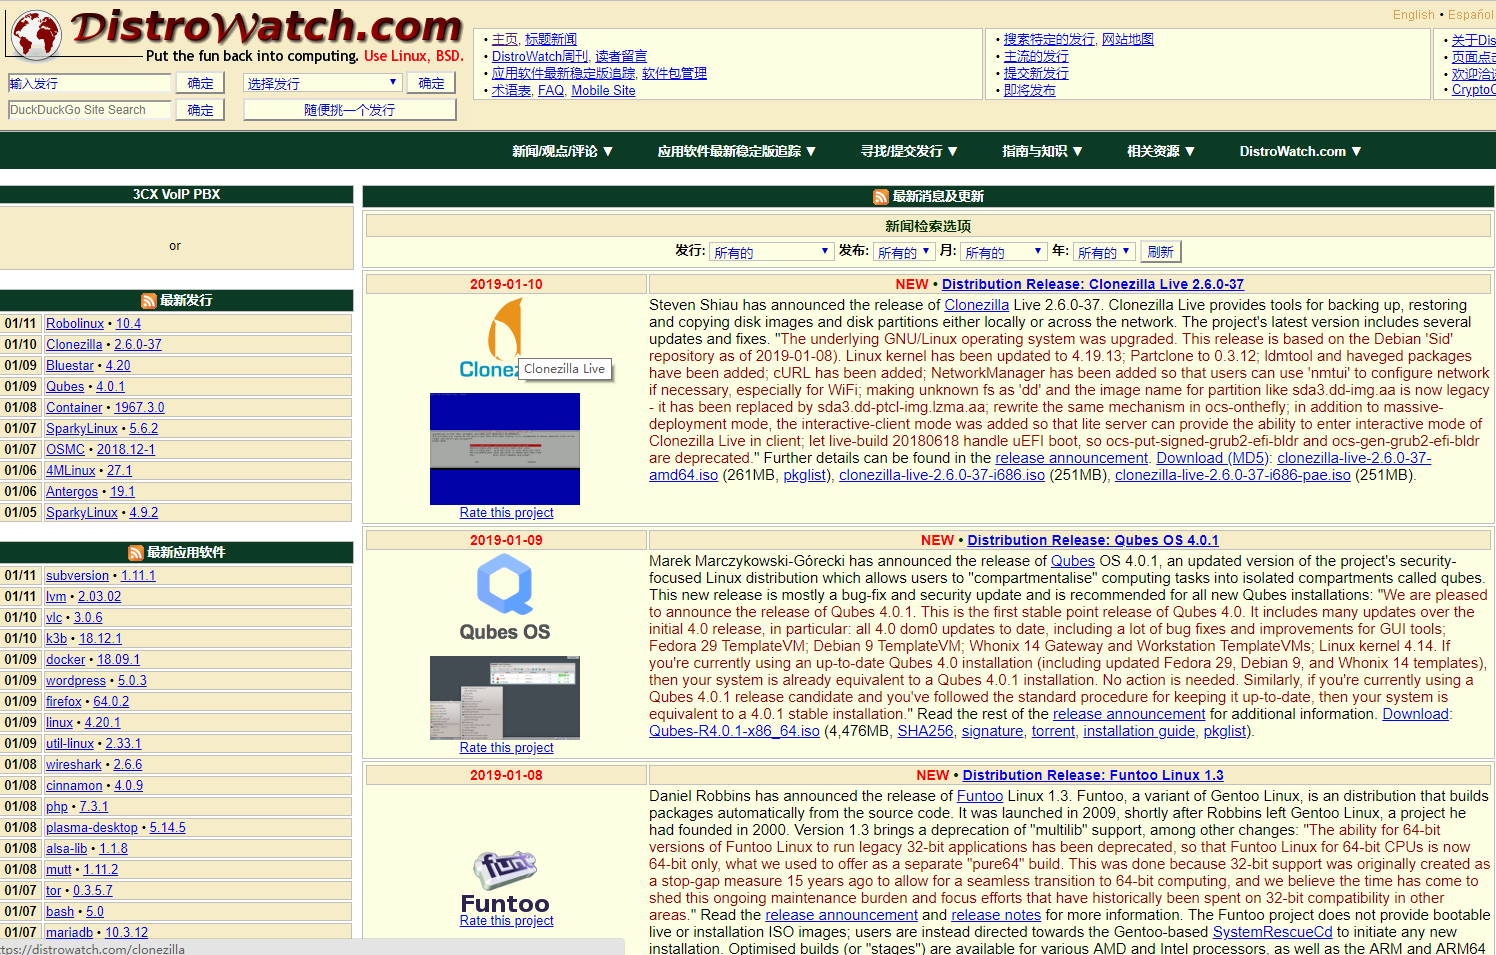 DistroWatch.com
Put the fun back into computing. Use Linux, BSD.
English • Español
输入发行 确定 选择发行 ▼ 确定
DuckDuckGo Site Search 确定 随便挑一个发行
• 主页, 标题新闻
• DistroWatch周刊, 读者留言
• 应用软件最新稳定版追踪, 软件包管理
• 术语表, FAQ, Mobile Site
• 搜索特定的发行, 网站地图
• 主流的发行
• 提交新发行
• 即将发布
• 关于Dis
• 页面点击
• 欢迎洽谈
• CryptoC
新闻/观点/评论 ▼ 应用软件最新稳定版追踪 ▼ 寻找/提交发行 ▼ 指南与知识 ▼ 相关资源 ▼ DistroWatch.com ▼
3CX VoIP PBX
or
最新发行
01/11 Robolinux • 10.4
01/10 Clonezilla • 2.6.0-37
01/09 Bluestar • 4.20
01/09 Qubes • 4.0.1
01/08 Container • 1967.3.0
01/07 SparkyLinux • 5.6.2
01/07 OSMC • 2018.12-1
01/06 4MLinux • 27.1
01/06 Antergos • 19.1
01/05 SparkyLinux • 4.9.2
最新应用软件
01/11 subversion • 1.11.1
01/11 lvm • 2.03.02
01/10 vlc • 3.0.6
01/10 k3b • 18.12.1
01/09 docker • 18.09.1
01/09 wordpress • 5.0.3
01/09 firefox • 64.0.2
01/09 linux • 4.20.1
01/09 util-linux • 2.33.1
01/08 wireshark • 2.6.6
01/08 cinnamon • 4.0.9
01/08 php • 7.3.1
01/08 plasma-desktop • 5.14.5
01/08 alsa-lib • 1.1.8
01/08 mutt • 1.11.2
01/07 tor • 0.3.5.7
01/07 bash • 5.0
01/07 mariadb • 10.3.12
ttps://distrowatch.com/clonezilla
最新消息及更新
新闻检索选项
发行: 所有的 ▼ 发布: 所有的 ▼ 月: 所有的 ▼ 年: 所有的 ▼ 刷新
2019-01-10
Clonez
Clonezilla Live
Rate this project
NEW • Distribution Release: Clonezilla Live 2.6.0-37
Steven Shiau has announced the release of Clonezilla Live 2.6.0-37. Clonezilla Live provides tools for backing up, restoring
and copying disk images and disk partitions either locally or across the network. The project's latest version includes several
updates and fixes. "The underlying GNU/Linux operating system was upgraded. This release is based on the Debian 'Sid'
repository as of 2019-01-08). Linux kernel has been updated to 4.19.13; Partclone to 0.3.12; ldmtool and haveged packages
have been added; cURL has been added; NetworkManager has been added so that users can use 'nmtui' to configure network
if necessary, especially for WiFi; making unknown fs as 'dd' and the image name for partition like sda3.dd-img.aa is now legacy
- it has been replaced by sda3.dd-ptcl-img.lzma.aa; rewrite the same mechanism in ocs-onthefly; in addition to massive-
deployment mode, the interactive-client mode was added so that lite server can provide the ability to enter interactive mode of
Clonezilla Live in client; let live-build 20180618 handle uEFI boot, so ocs-put-signed-grub2-efi-bldr and ocs-gen-grub2-efi-bldr
are deprecated." Further details can be found in the release announcement. Download (MD5): clonezilla-live-2.6.0-37-
amd64.iso (261MB, pkglist), clonezilla-live-2.6.0-37-i686.iso (251MB), clonezilla-live-2.6.0-37-i686-pae.iso (251MB).
2019-01-09
Qubes OS
Rate this project
NEW • Distribution Release: Qubes OS 4.0.1
Marek Marczykowski-Górecki has announced the release of Qubes OS 4.0.1, an updated version of the project's security-
focused Linux distribution which allows users to "compartmentalise" computing tasks into isolated compartments called qubes.
This new release is mostly a bug-fix and security update and is recommended for all new Qubes installations: "We are pleased
to announce the release of Qubes 4.0.1. This is the first stable point release of Qubes 4.0. It includes many updates over the
initial 4.0 release, in particular: all 4.0 dom0 updates to date, including a lot of bug fixes and improvements for GUI tools;
Fedora 29 TemplateVM; Debian 9 TemplateVM; Whonix 14 Gateway and Workstation TemplateVMs; Linux kernel 4.14. If
you're currently using an up-to-date Qubes 4.0 installation (including updated Fedora 29, Debian 9, and Whonix 14 templates),
then your system is already equivalent to a Qubes 4.0.1 installation. No action is needed. Similarly, if you're currently using a
Qubes 4.0.1 release candidate and you've followed the standard procedure for keeping it up-to-date, then your system is
equivalent to a 4.0.1 stable installation." Read the rest of the release announcement for additional information. Download:
Qubes-R4.0.1-x86_64.iso (4,476MB, SHA256, signature, torrent, installation guide, pkglist).
2019-01-08
Funtoo
Rate this project
NEW • Distribution Release: Funtoo Linux 1.3
Daniel Robbins has announced the release of Funtoo Linux 1.3. Funtoo, a variant of Gentoo Linux, is an distribution that builds
packages automatically from the source code. It was launched in 2009, shortly after Robbins left Gentoo Linux, a project he
had founded in 2000. Version 1.3 brings a deprecation of "multilib" support, among other changes: "The ability for 64-bit
versions of Funtoo Linux to run legacy 32-bit applications has been deprecated, so that Funtoo Linux for 64-bit CPUs is now
64-bit only, what we used to offer as a separate "pure64" build. This was done because 32-bit support was originally created as
a stop-gap measure 15 years ago to allow for a seamless transition to 64-bit computing, and we believe the time has come to
shed this ongoing maintenance burden and focus efforts that have historically been spent on 32-bit compatibility in other
areas." Read the release announcement and release notes for more information. The Funtoo project does not provide bootable
live or installation ISO images; users are instead directed towards the Gentoo-based SystemRescueCd to initiate any new
installation. Optimised builds (or "stages") are available for various AMD and Intel processors, as well as the ARM and ARM64